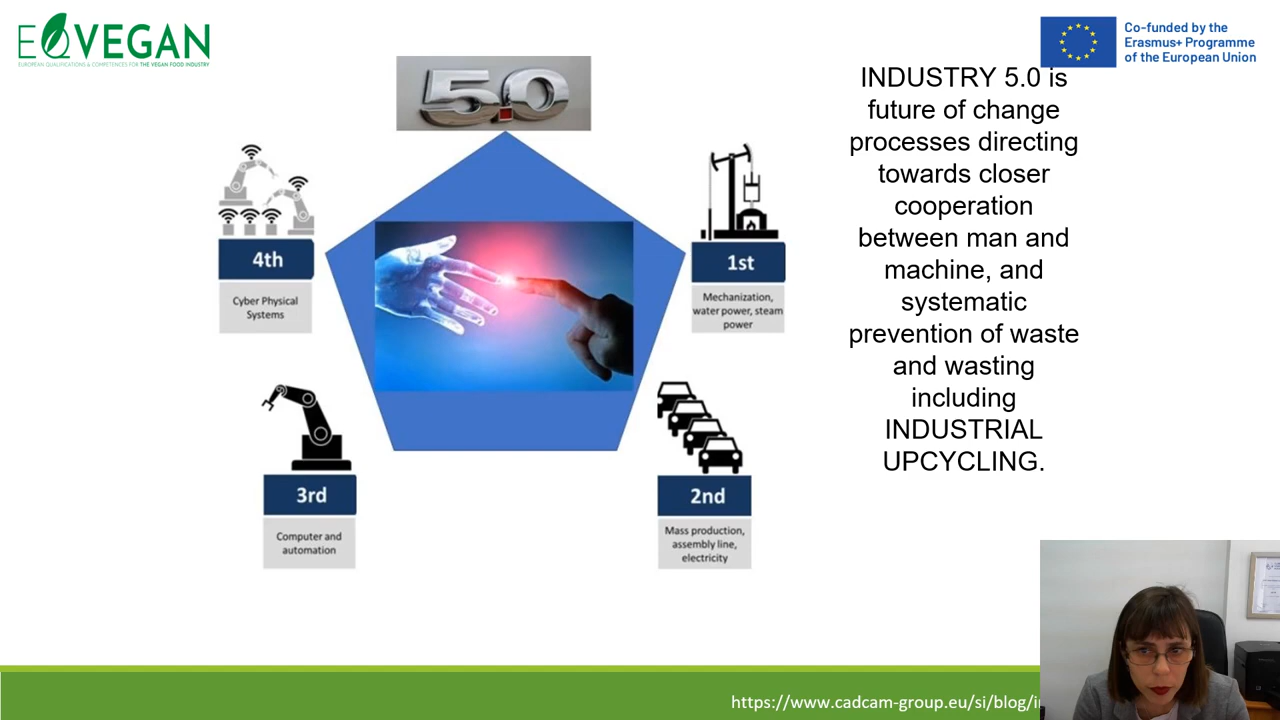 EQVEGAN
EUROPEAN QUALIFICATIONS & COMPETENCES FOR THE VEGAN FOOD INDUSTRY
Co-funded by the
Erasmus+ Programme
of the European Union
5.0
INDUSTRY 5.0 is
future of change
processes directing
towards closer
cooperation
between man and
machine, and
systematic
prevention of waste
and wasting
including
INDUSTRIAL
UPCYCLING.
4th
Cyber Physical
Systems
1st
Mechanization,
water power, steam
power
3rd
Computer and
automation
2nd
Mass production,
assembly line,
electricity
https://www.cadcam-group.eu/si/blog/i